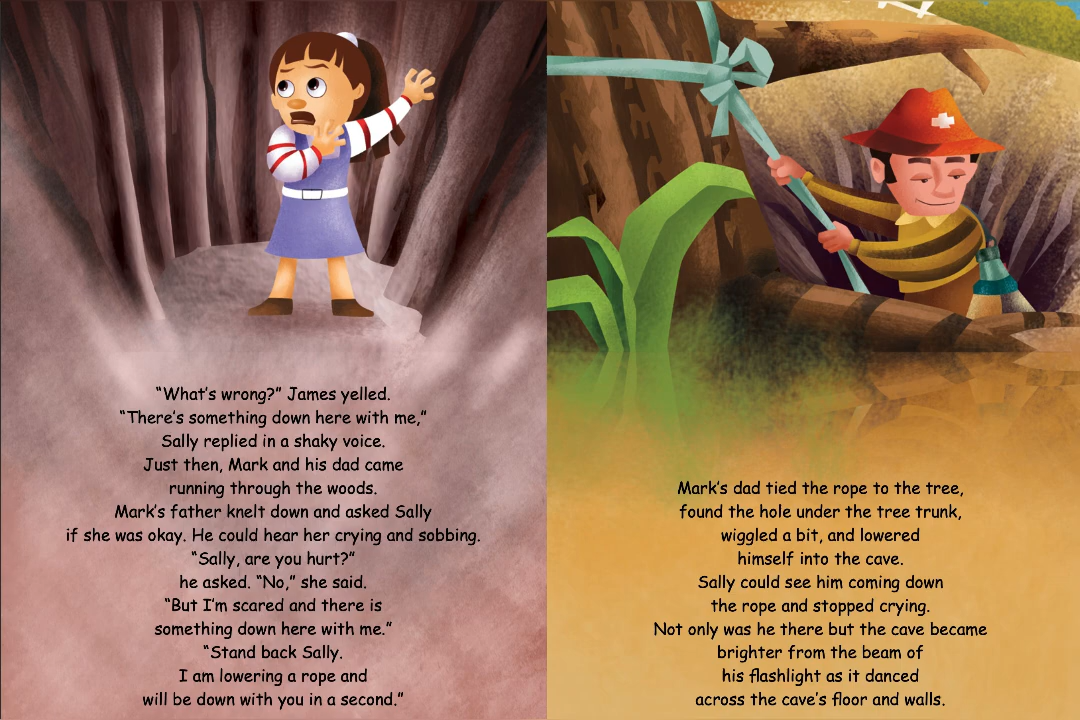 “What’s wrong?” James yelled.
“There’s something down here with me,”
Sally replied in a shaky voice.
Just then, Mark and his dad came
running through the woods.
Mark’s father knelt down and asked Sally
if she was okay. He could hear her crying and sobbing.
“Sally, are you hurt?”
he asked. “No,” she said.
“But I’m scared and there is
something down here with me.”
“Stand back Sally.
I am lowering a rope and
will be down with you in a second.”
Mark’s dad tied the rope to the tree,
found the hole under the tree trunk,
wiggled a bit, and lowered
himself into the cave.
Sally could see him coming down
the rope and stopped crying.
Not only was he there but the cave became
brighter from the beam of
his flashlight as it danced
across the cave’s floor and walls.